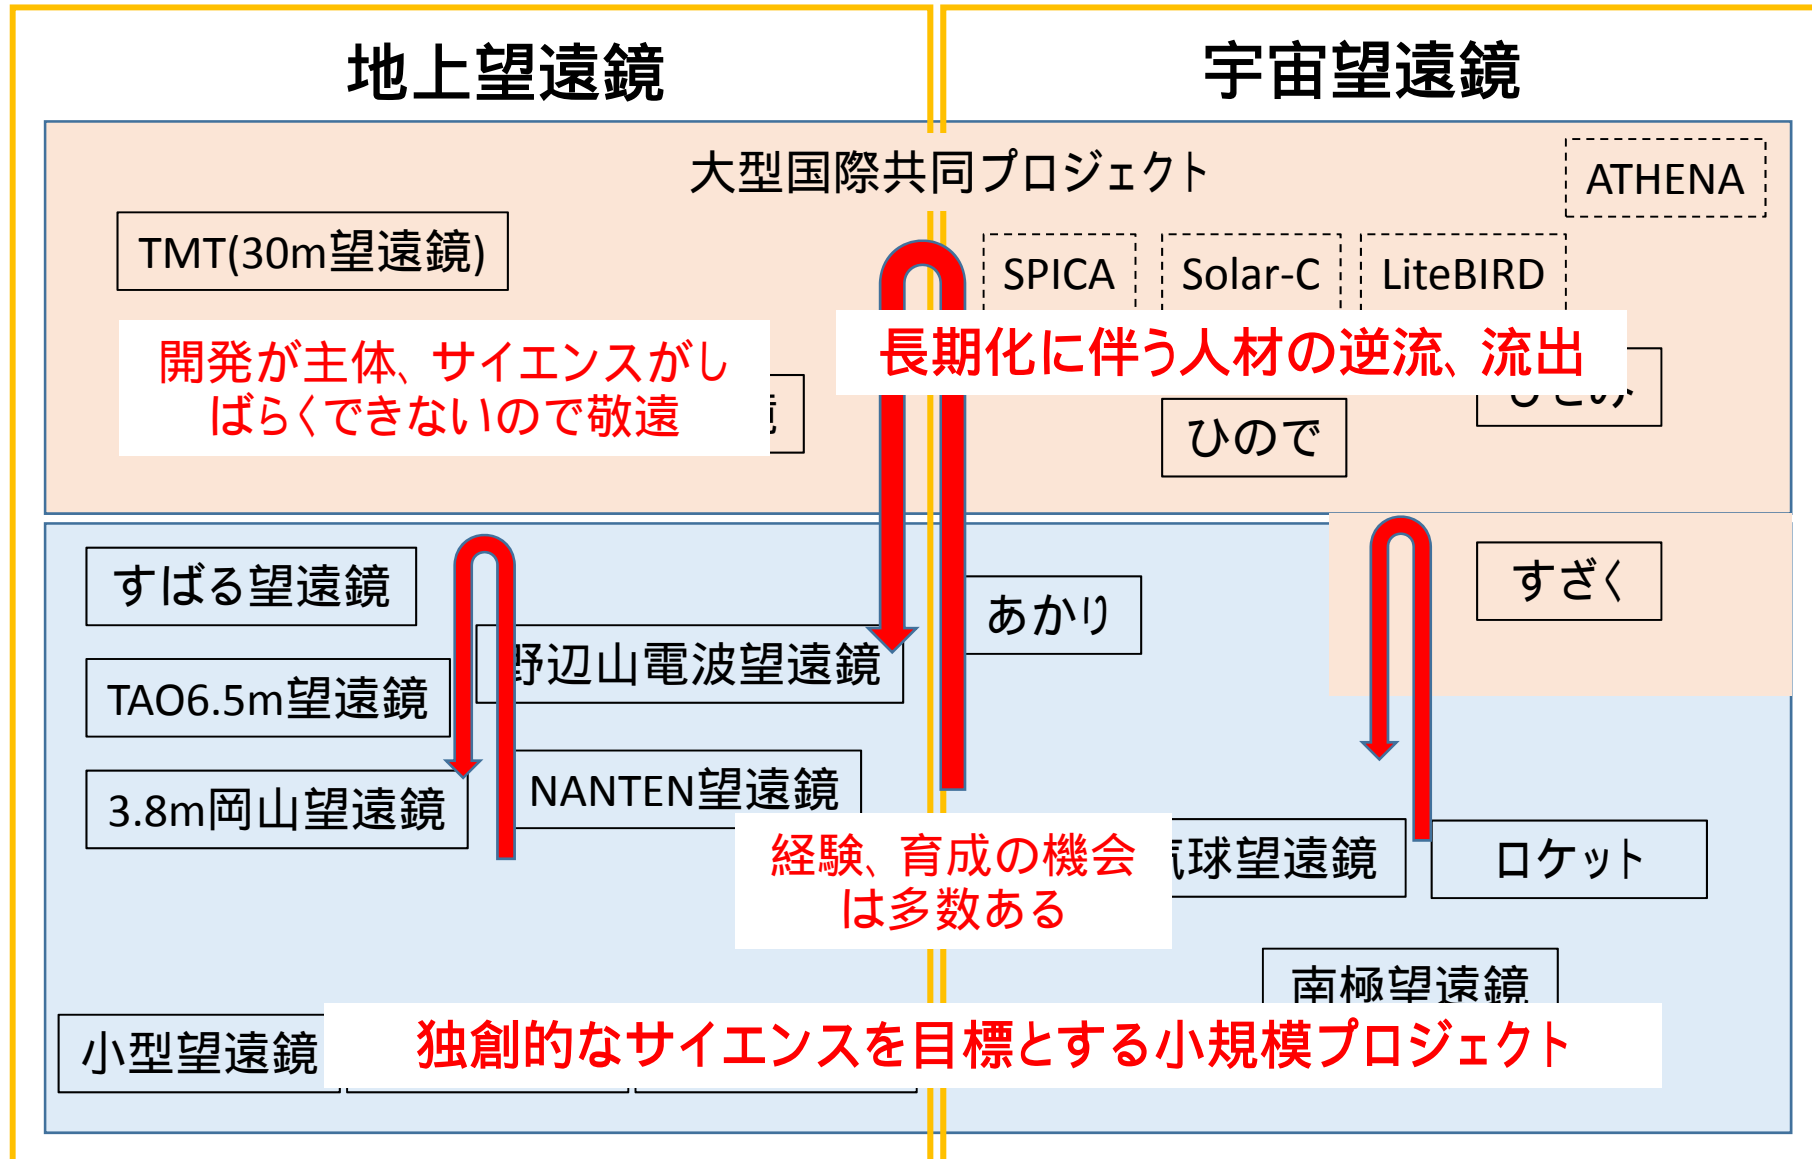 地上望遠鏡
宇宙望遠鏡
大型国際共同プロジェクト
ATHENA
TMT(30m望遠鏡)
SPICA
Solar-C
LiteBIRD
開発が主体、サイエンスがし
ばらくできないので敬遠
長期化に伴う人材の逆流、流出
ひので
すばる望遠鏡
すざく
あかり
野辺山電波望遠鏡
TAO6.5m望遠鏡
NANTEN望遠鏡
3.8m岡山望遠鏡
経験、育成の機会
は多数ある
球望遠鏡
ロケット
南極望遠鏡
小型望遠鏡
独創的なサイエンスを目標とする小規模プロジェクト